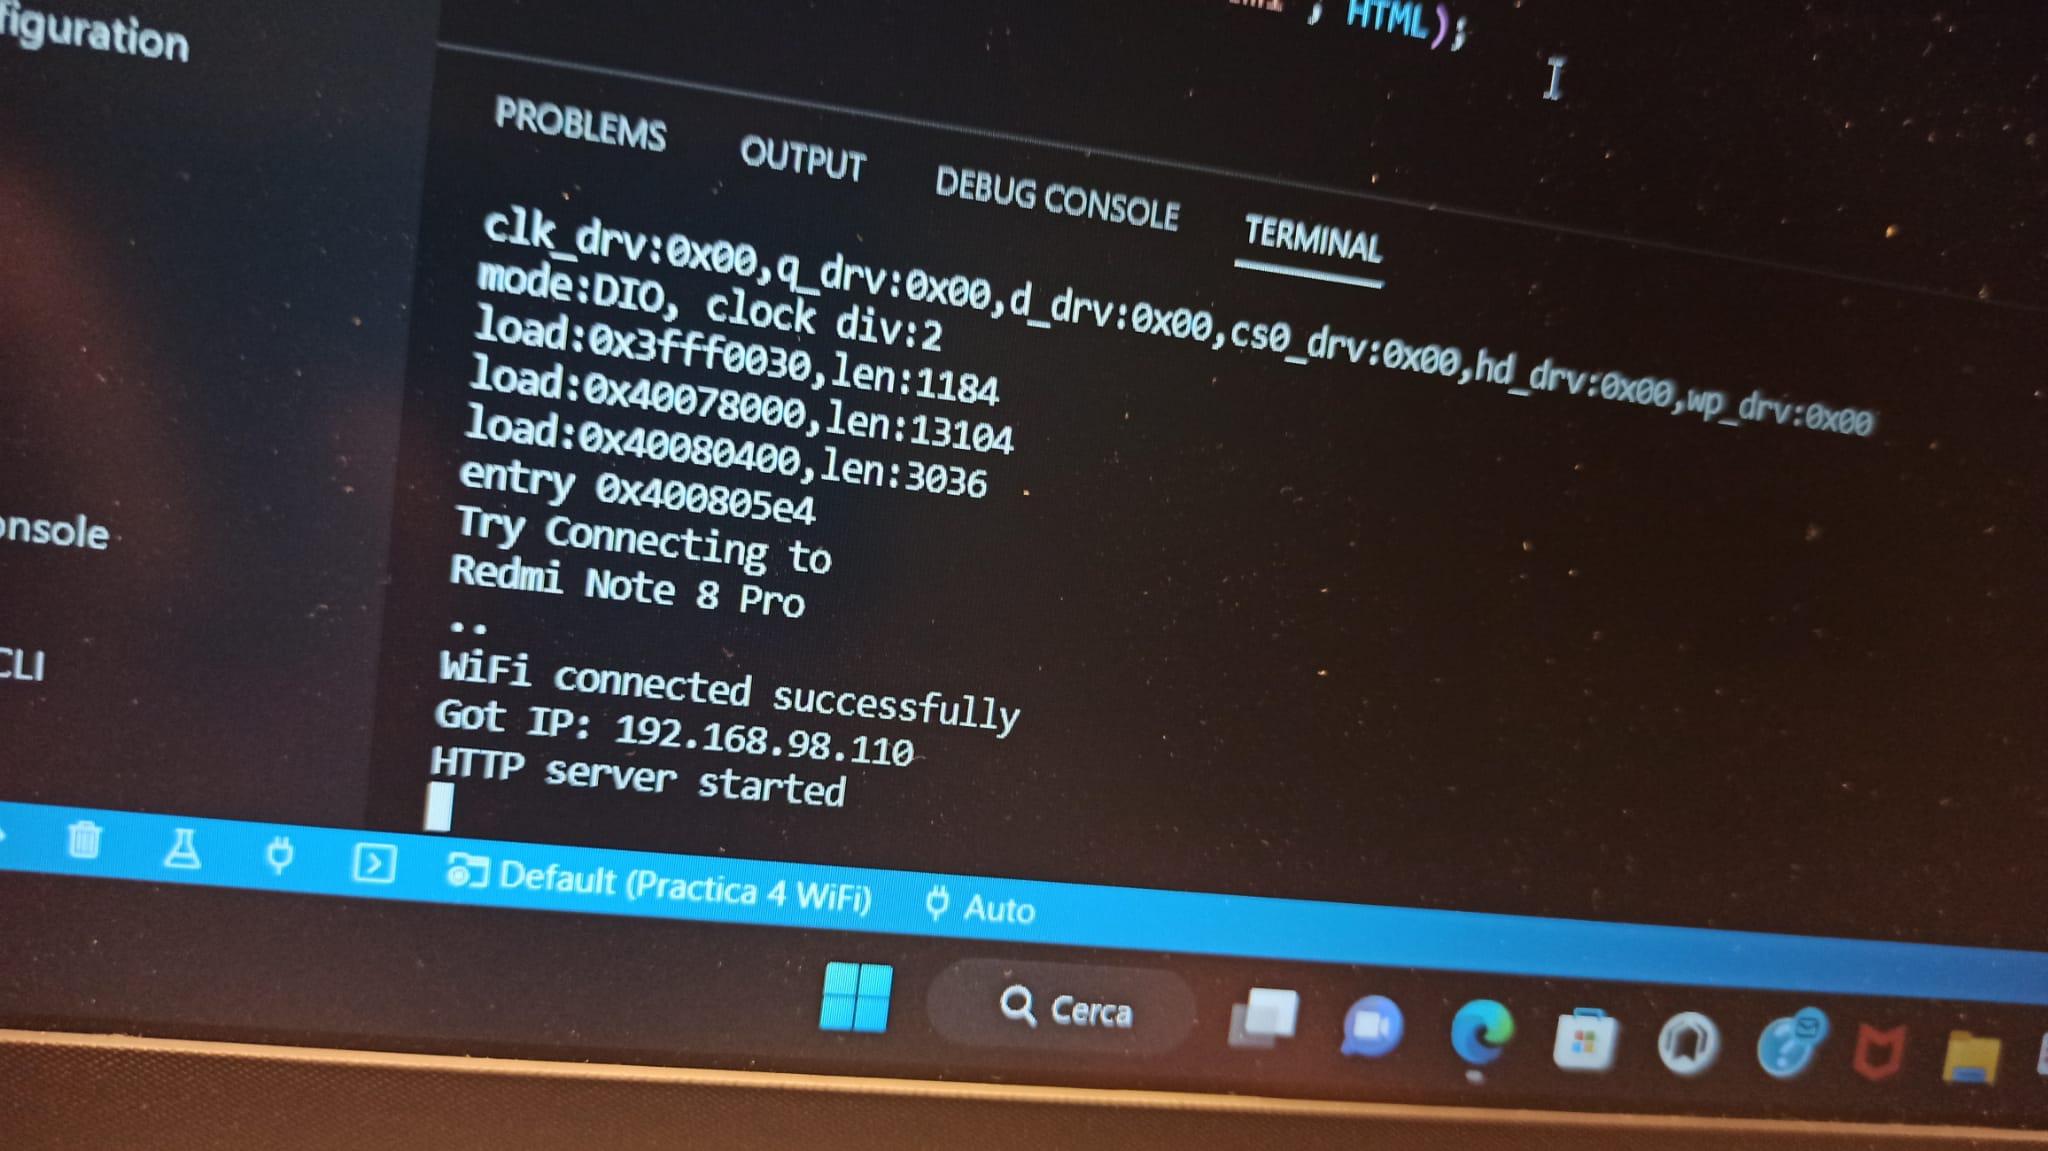 HTML);
figuration
PROBLEMS OUTPUT DEBUG CONSOLE TERMINAL
clk_drv:0x00,q_drv:0x00,d_drv:0x00,cs0_drv:0x00,hd_drv:0x00,wp_drv:0x00
mode:DIO, clock div:2
load:0x3fff0030,len:1184
load:0x40078000,len:13104
load:0x40080400,len:3036
entry 0x400805e4
Try Connecting to
Redmi Note 8 Pro
..
WiFi connected successfully
Got IP: 192.168.98.110
HTTP server started
onsole
CLI
Default (Practica 4 WiFi) Auto
Cerca